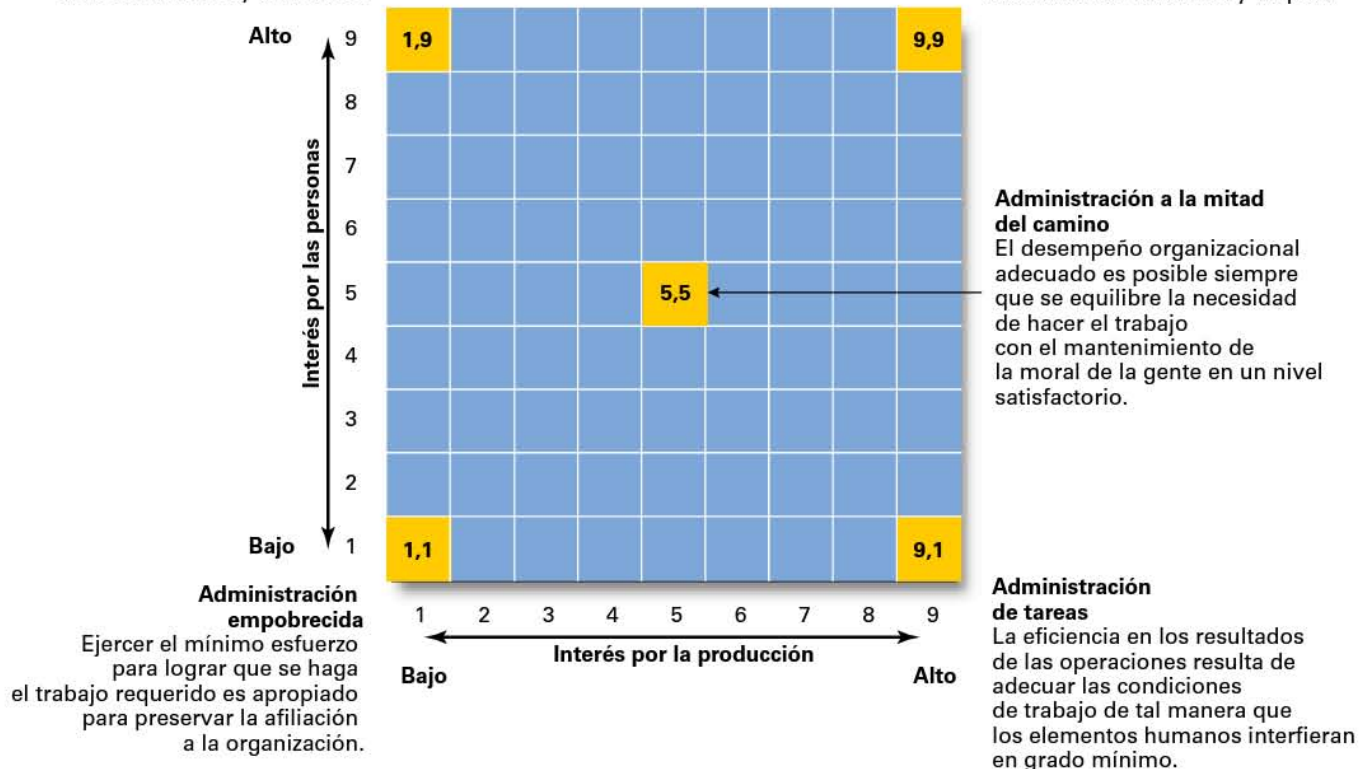 Alto
9
1,9
9,9
8
7
6
5
4
3
2
Bajo
1
Interés por las personas
5,5
1,1
9,1
Administración a la mitad
del camino
El desempeño organizacional
adecuado es posible siempre
que se equilibre la necesidad
de hacer el trabajo
con el mantenimiento de
la moral de la gente en un nivel
satisfactorio.
Administración
empobrecida
Ejercer el mínimo esfuerzo
para lograr que se haga
el trabajo requerido es apropiado
para preservar la afiliación
a la organización.
1 2 3 4 5 6 7 8 9
Interés por la producción
Bajo
Alto
Administración
de tareas
La eficiencia en los resultados
de las operaciones resulta de
adecuar las condiciones
de trabajo de tal manera que
los elementos humanos interfieran
en grado mínimo.